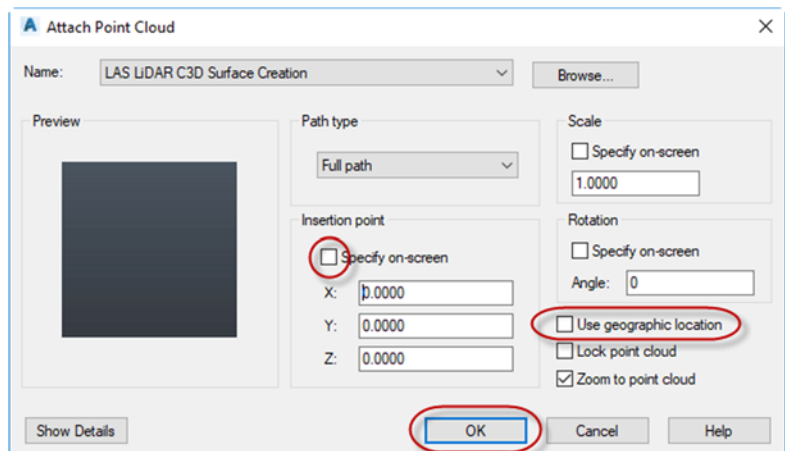 A Attach Point Cloud
Name: LAS LiDAR C3D Surface Creation Browse...
Preview
Path type
Full path
Scale
Specify on-screen
1.0000
Insertion point
Specify on-screen
X: 0.0000
Y: 0.0000
Z: 0.0000
Rotation
Specify on-screen
Angle: 0
Use geographic location
Lock point cloud
Zoom to point cloud
Show Details OK Cancel Help